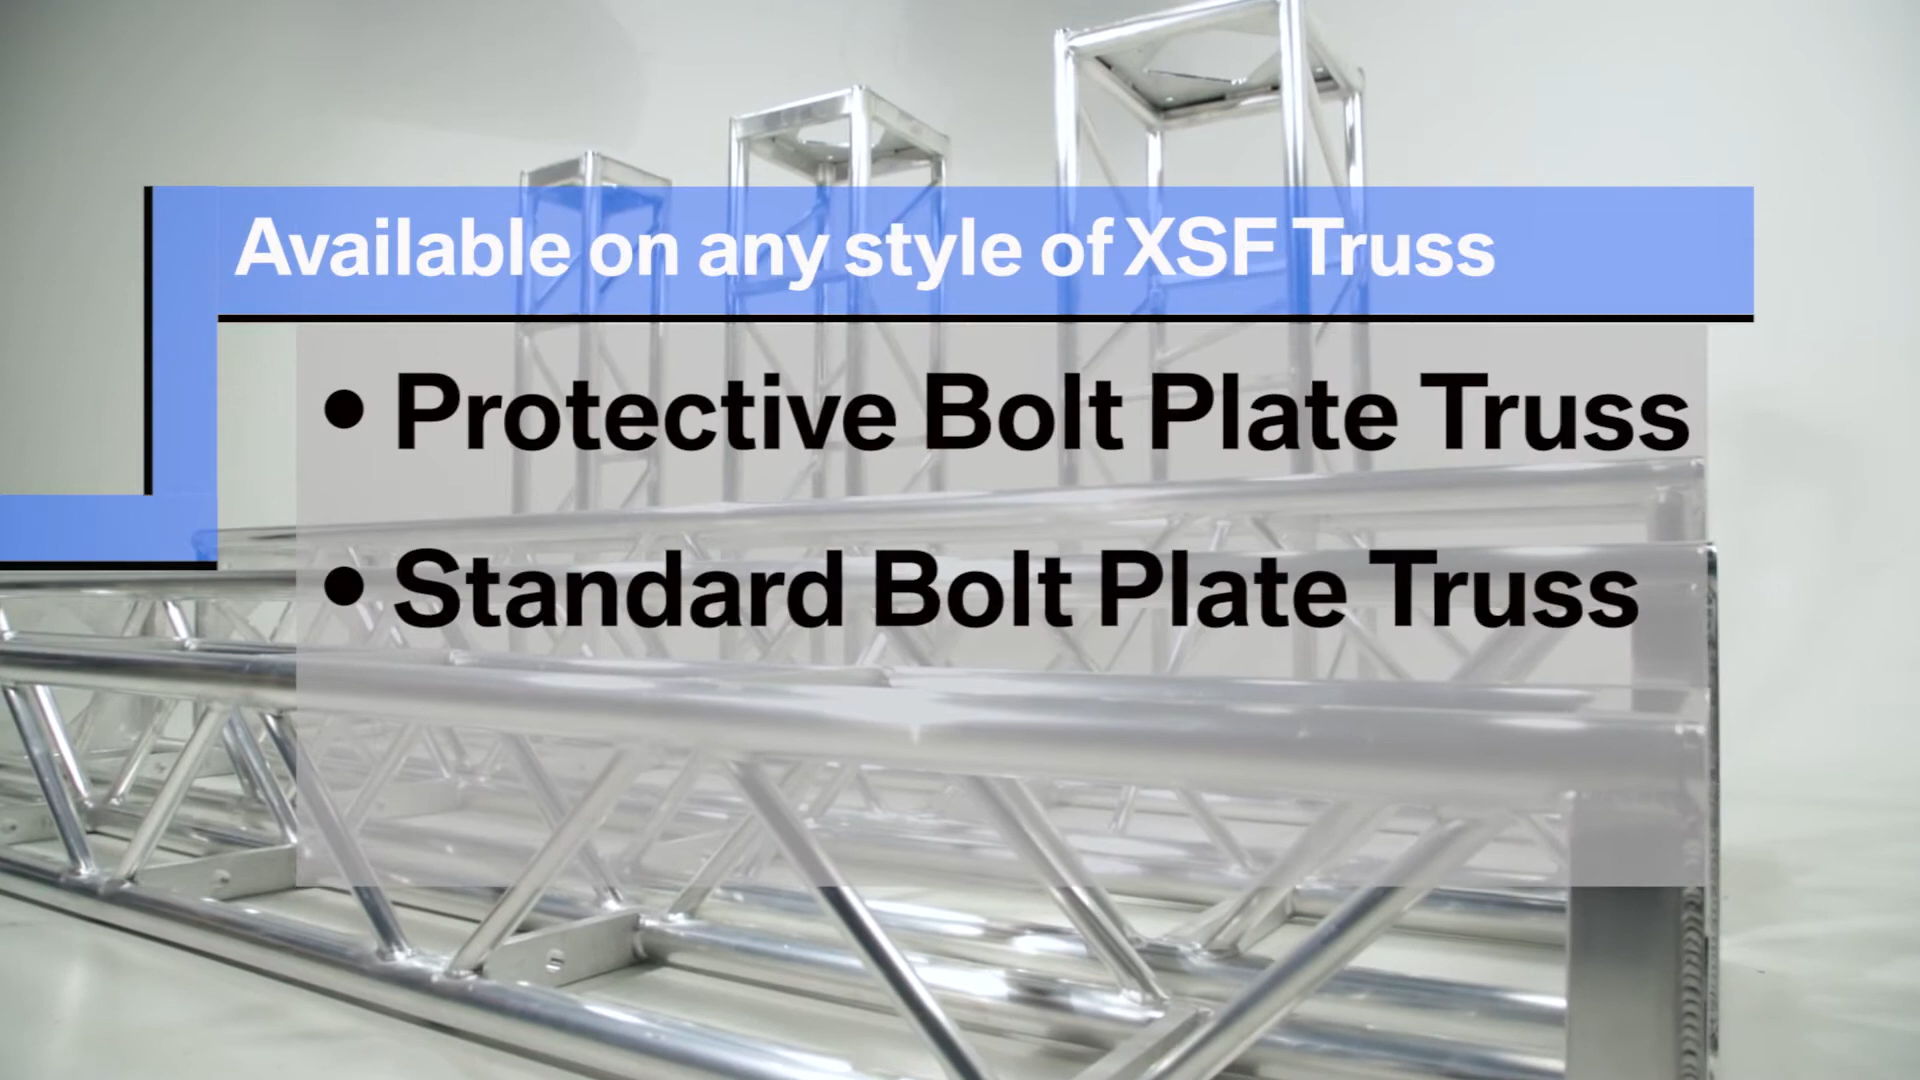 Available on any style of XSF Truss
• Protective Bolt Plate Truss
• Standard Bolt Plate Truss